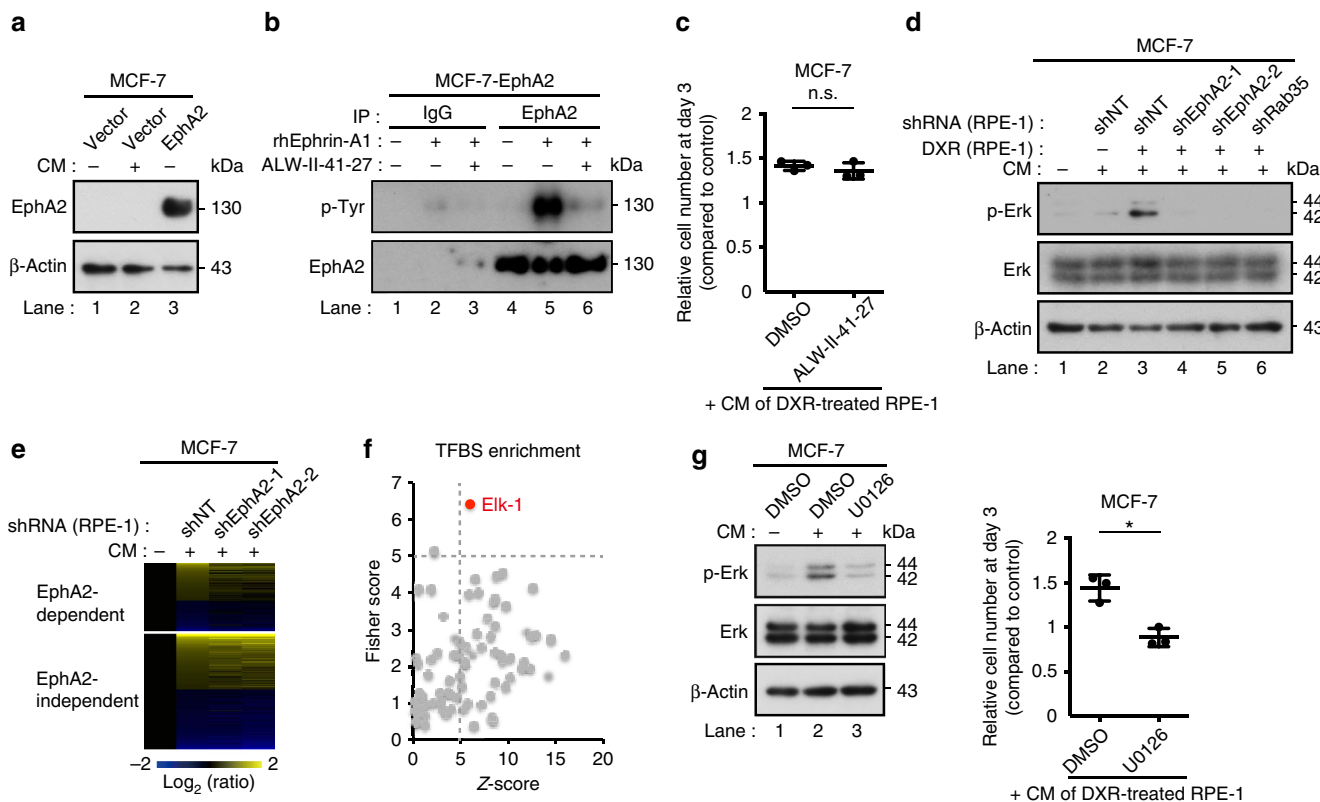 a
MCF-7
Vector
Vector
EphA2
CM : – + – kDa
EphA2
130
β-Actin
43
Lane : 1 2 3
b
MCF-7-EphA2
IP : IgG EphA2
rhEphrin-A1 : – + + – + +
ALW-II-41-27 : – – + – – + kDa
p-Tyr
130
EphA2
130
Lane : 1 2 3 4 5 6
c
MCF-7
n.s.
Relative cell number at day 3
(compared to control)
2
1.5
1
0.5
0
DMSO
ALW-II-41-27
+ CM of DXR-treated RPE-1
d
MCF-7
shRNA (RPE-1) : shNT shNT shEphA2-1 shEphA2-2 shRab35
DXR (RPE-1) : – + + + +
CM : – + + + + + kDa
p-Erk
44
42
Erk
44
42
β-Actin
43
Lane : 1 2 3 4 5 6
e
MCF-7
shRNA (RPE-1) : shNT shEphA2-1 shEphA2-2
CM : – + + +
EphA2-
dependent
EphA2-
independent
–2 2
Log2 (ratio)
f
TFBS enrichment
Fisher score
7
6
5
4
3
2
1
0
Elk-1
0 5 10 15 20
Z-score
g
MCF-7
DMSO
DMSO
U0126
CM : – + + kDa
p-Erk
44
42
Erk
44
42
β-Actin
43
Lane : 1 2 3
MCF-7
*
Relative cell number at day 3
(compared to control)
2
1.5
1
0.5
0
DMSO
U0126
+ CM of DXR-treated RPE-1